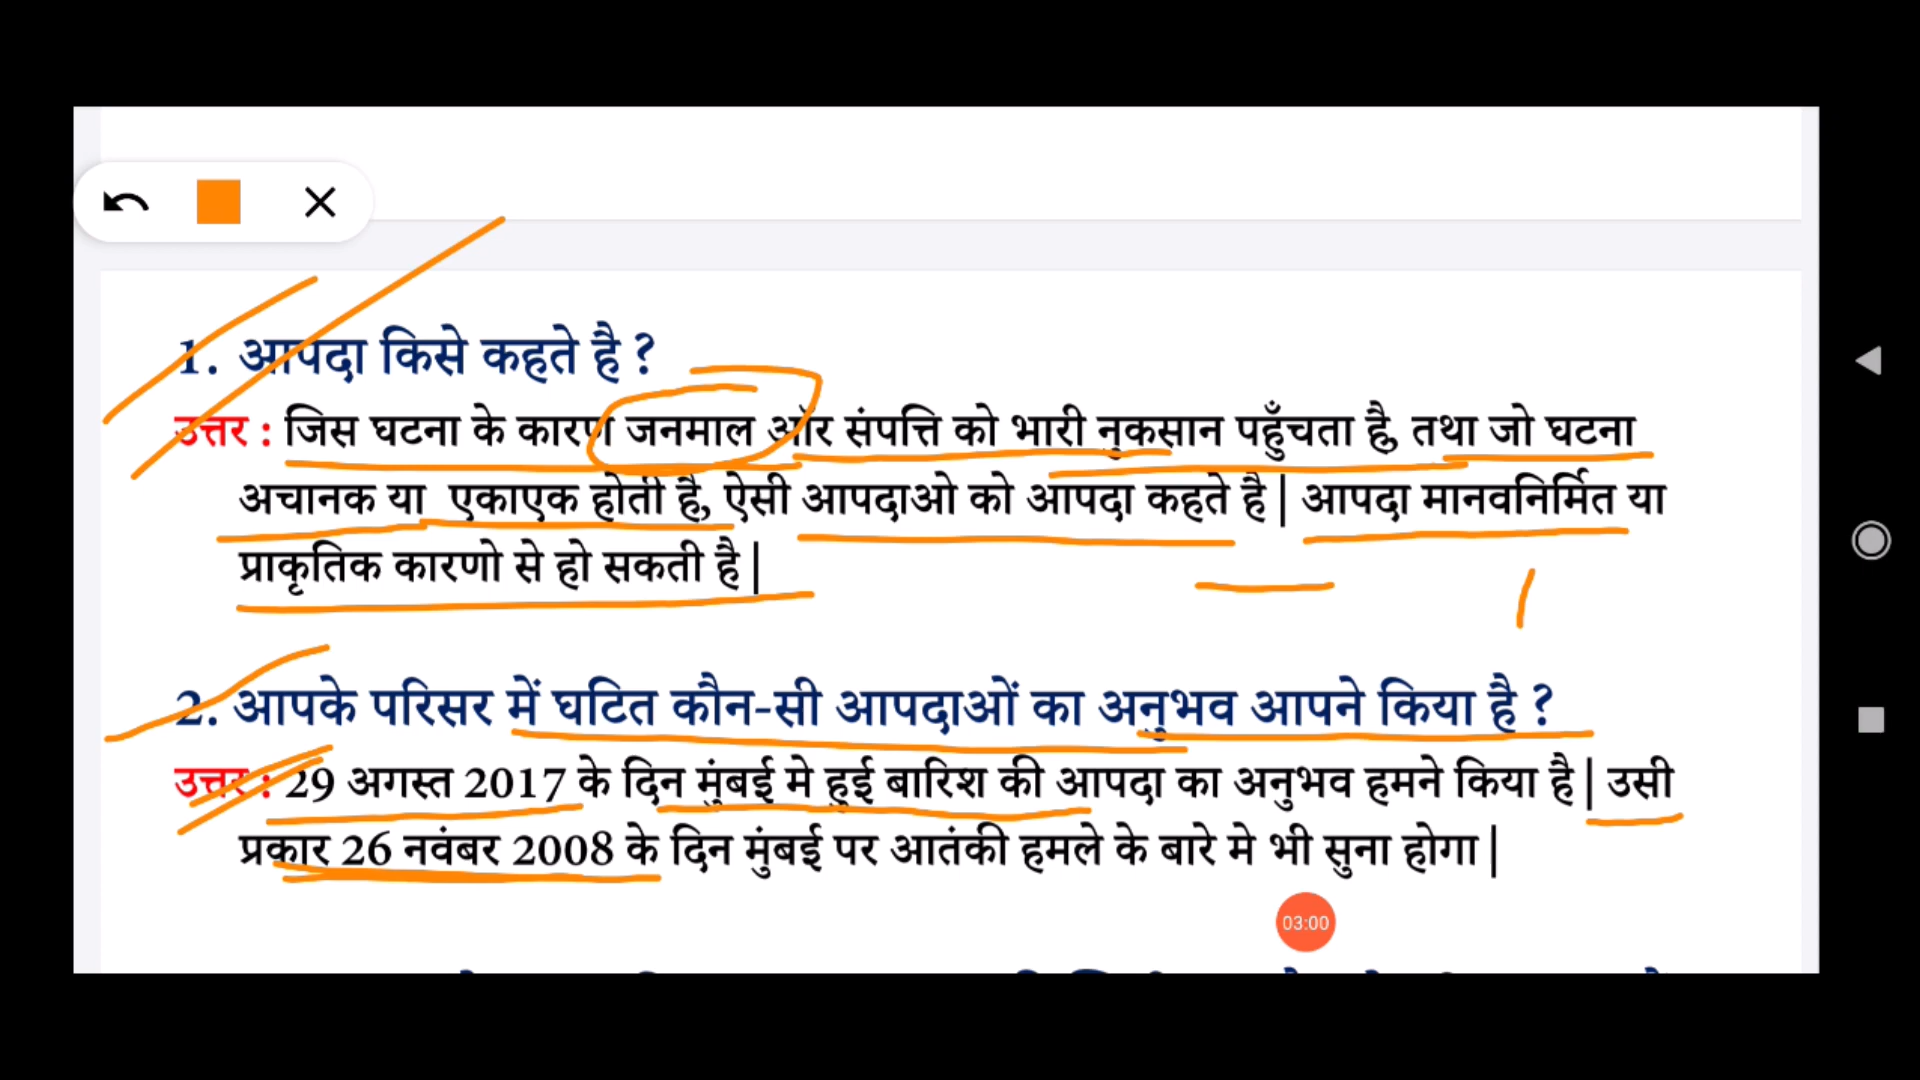 1. आपदा किसे कहते है ?
उत्तर : जिस घटना के कारण जनमाल और संपत्ति को भारी नुकसान पहुँचता है, तथा जो घटना
अचानक या एकाएक होती है, ऐसी आपदाओ को आपदा कहते है | आपदा मानवनिर्मित या
प्राकृतिक कारणो से हो सकती है |
2. आपके परिसर में घटित कौन-सी आपदाओं का अनुभव आपने किया है ?
उत्तर : 29 अगस्त 2017 के दिन मुंबई मे हुई बारिश की आपदा का अनुभव हमने किया है | उसी
प्रकार 26 नवंबर 2008 के दिन मुंबई पर आतंकी हमले के बारे मे भी सुना होगा |
03:00